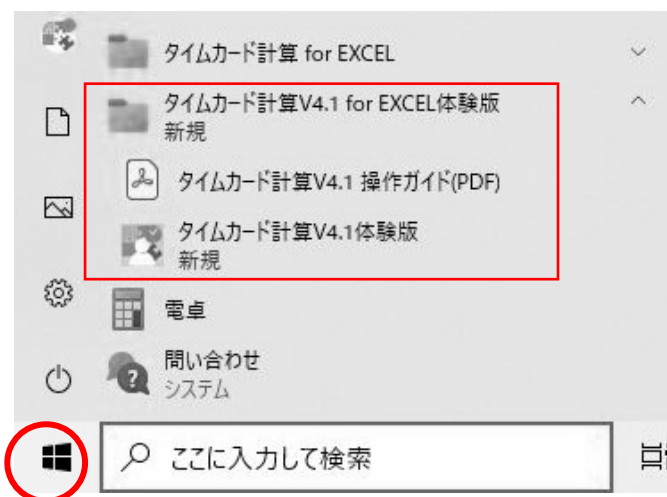 タイムカード計算 for EXCEL
タイムカード計算V4.1 for EXCEL体験版
新規
タイムカード計算V4.1 操作ガイド(PDF)
タイムカード計算V4.1体験版
新規
電卓
問い合わせ
システム
ここに入力して検索